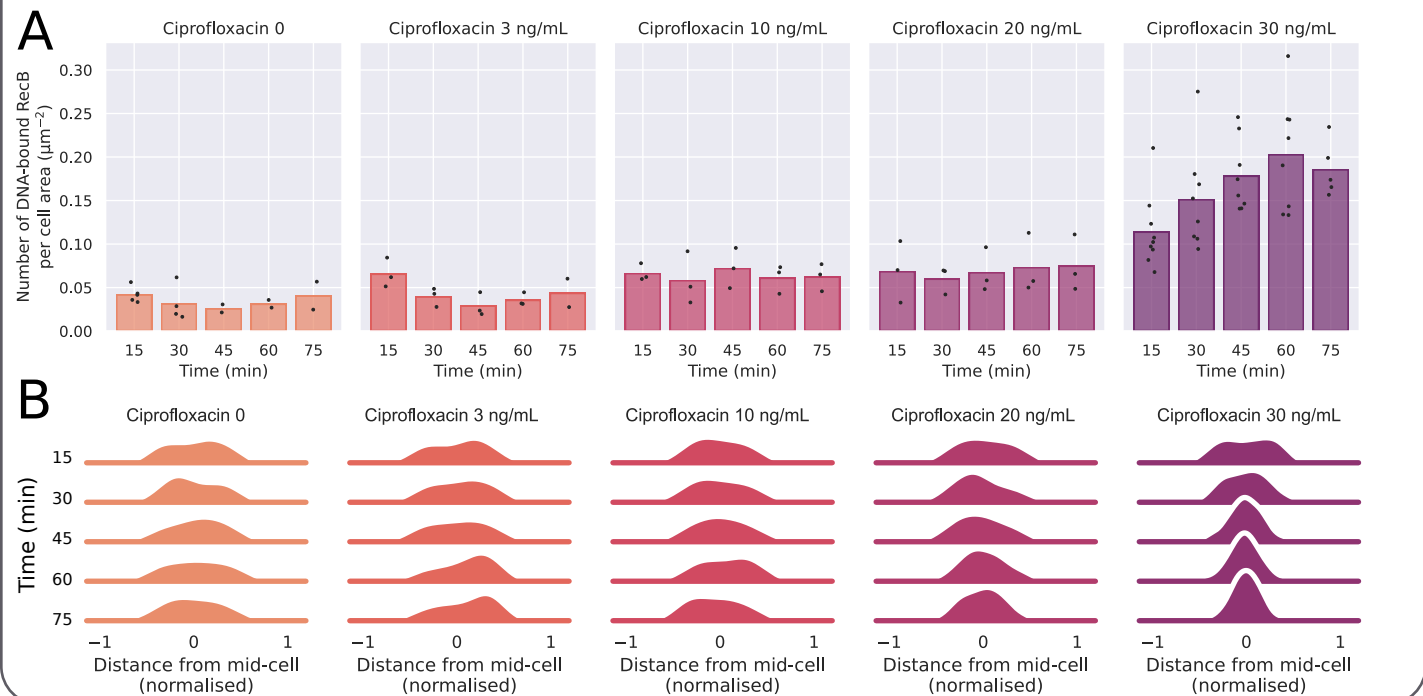 A
Ciprofloxacin 0
Ciprofloxacin 3 ng/mL
Ciprofloxacin 10 ng/mL
Ciprofloxacin 20 ng/mL
Ciprofloxacin 30 ng/mL
Number of DNA-bound RecB
per cell area (μm⁻²)
0.30
0.25
0.20
0.15
0.10
0.05
0.00
15 30 45 60 75
15 30 45 60 75
15 30 45 60 75
15 30 45 60 75
15 30 45 60 75
Time (min)
Time (min)
Time (min)
Time (min)
Time (min)
B
Ciprofloxacin 0
Ciprofloxacin 3 ng/mL
Ciprofloxacin 10 ng/mL
Ciprofloxacin 20 ng/mL
Ciprofloxacin 30 ng/mL
Time (min)
15
30
45
60
75
−1 0 1
−1 0 1
−1 0 1
−1 0 1
−1 0 1
Distance from mid-cell
(normalised)
Distance from mid-cell
(normalised)
Distance from mid-cell
(normalised)
Distance from mid-cell
(normalised)
Distance from mid-cell
(normalised)